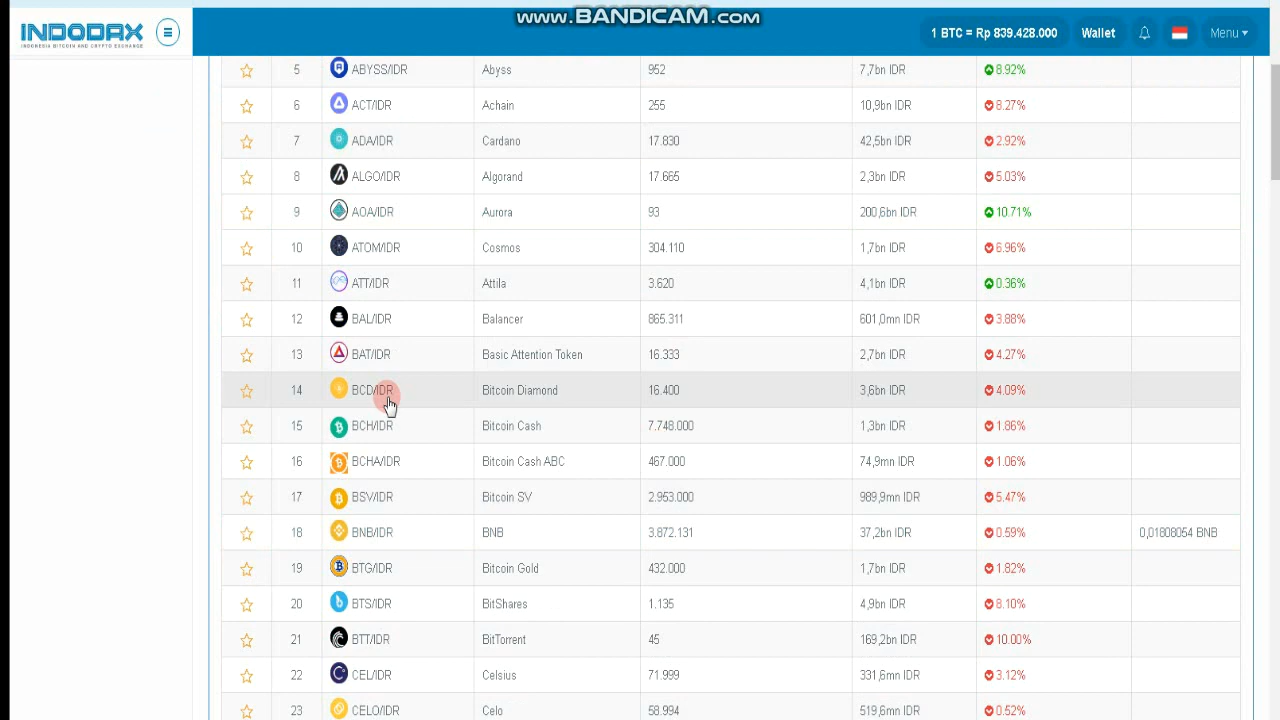 www.BANDICAM.com
INDODAX
INDONESIA BITCOIN AND CRYPTO EXCHANGE
1 BTC = Rp 839.428.000 Wallet Menu
5 ABYSS/IDR Abyss 952 7,7bn IDR 8.92%
6 ACT/IDR Achain 255 10,9bn IDR 8.27%
7 ADA/IDR Cardano 17.830 42,5bn IDR 2.92%
8 ALGO/IDR Algorand 17.665 2,3bn IDR 5.03%
9 AOA/IDR Aurora 93 200,6bn IDR 10.71%
10 ATOM/IDR Cosmos 304.110 1,7bn IDR 6.96%
11 ATT/IDR Attila 3.620 4,1bn IDR 0.36%
12 BAL/IDR Balancer 865.311 601,0mn IDR 3.88%
13 BAT/IDR Basic Attention Token 16.333 2,7bn IDR 4.27%
14 BCD/IDR Bitcoin Diamond 16.400 3,6bn IDR 4.09%
15 BCH/IDR Bitcoin Cash 7.748.000 1,3bn IDR 1.86%
16 BCHA/IDR Bitcoin Cash ABC 467.000 74,9mn IDR 1.06%
17 BSV/IDR Bitcoin SV 2.953.000 989,9mn IDR 5.47%
18 BNB/IDR BNB 3.872.131 37,2bn IDR 0.59% 0,01808054 BNB
19 BTG/IDR Bitcoin Gold 432.000 1,7bn IDR 1.82%
20 BTS/IDR BitShares 1.135 4,9bn IDR 8.10%
21 BTT/IDR BitTorrent 45 169,2bn IDR 10.00%
22 CEL/IDR Celsius 71.999 331,6mn IDR 3.12%
23 CELO/IDR Celo 58.994 519,6mn IDR 0.52%